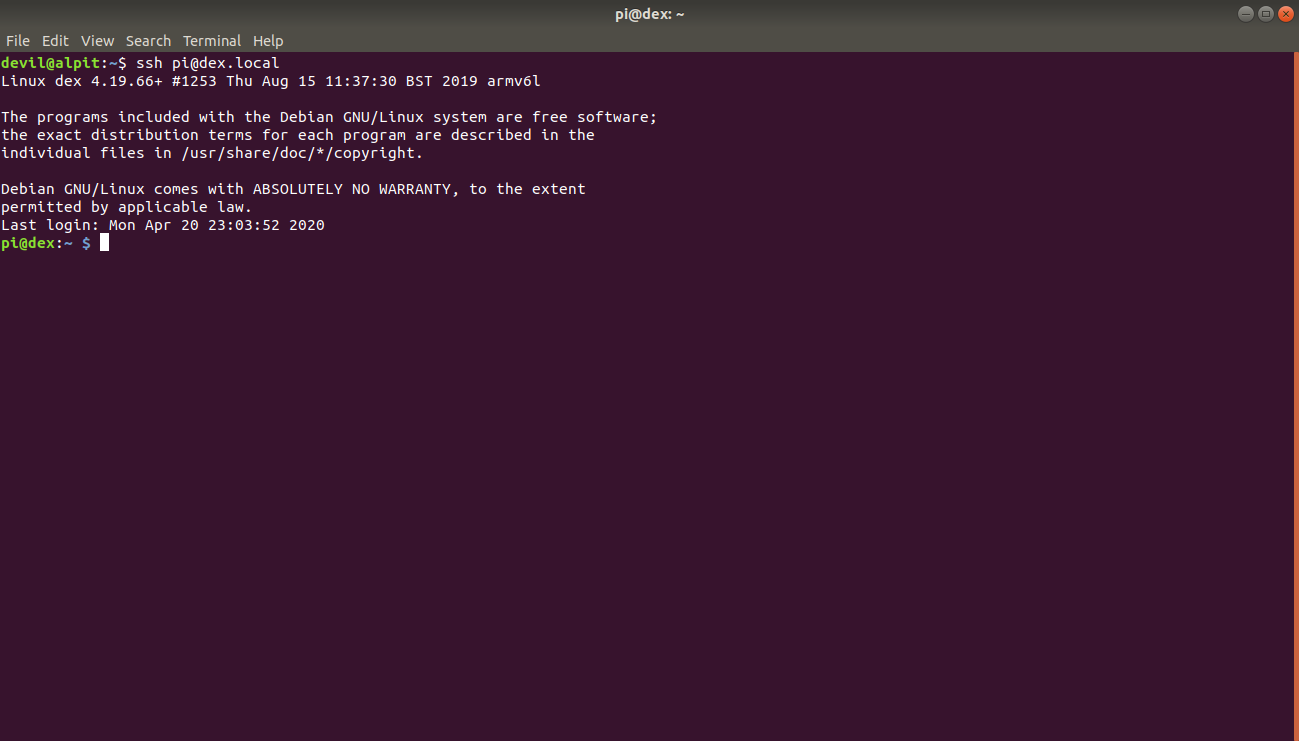 pi@dex: ~
File Edit View Search Terminal Help
devil@alpit:~$ ssh pi@dex.local
Linux dex 4.19.66+ #1253 Thu Aug 15 11:37:30 BST 2019 armv6l
The programs included with the Debian GNU/Linux system are free software;
the exact distribution terms for each program are described in the
individual files in /usr/share/doc/*/copyright.
Debian GNU/Linux comes with ABSOLUTELY NO WARRANTY, to the extent
permitted by applicable law.
Last login: Mon Apr 20 23:03:52 2020
pi@dex:~ $